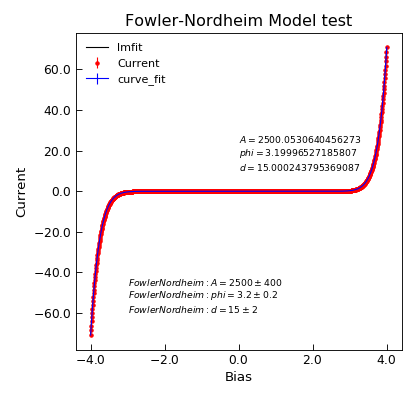 Fowler-Nordheim Model test
lmfit
Current
curve_fit
A = 2500.0530640456273
phi = 3.19996527185807
d = 15.000243795369087
FowlerNordheim: A = 2500 ± 400
FowlerNordheim: phi = 3.2 ± 0.2
FowlerNordheim: d = 15 ± 2
Current
60.0
40.0
20.0
0.0
−20.0
−40.0
−60.0
−4.0 −2.0 0.0 2.0 4.0
Bias